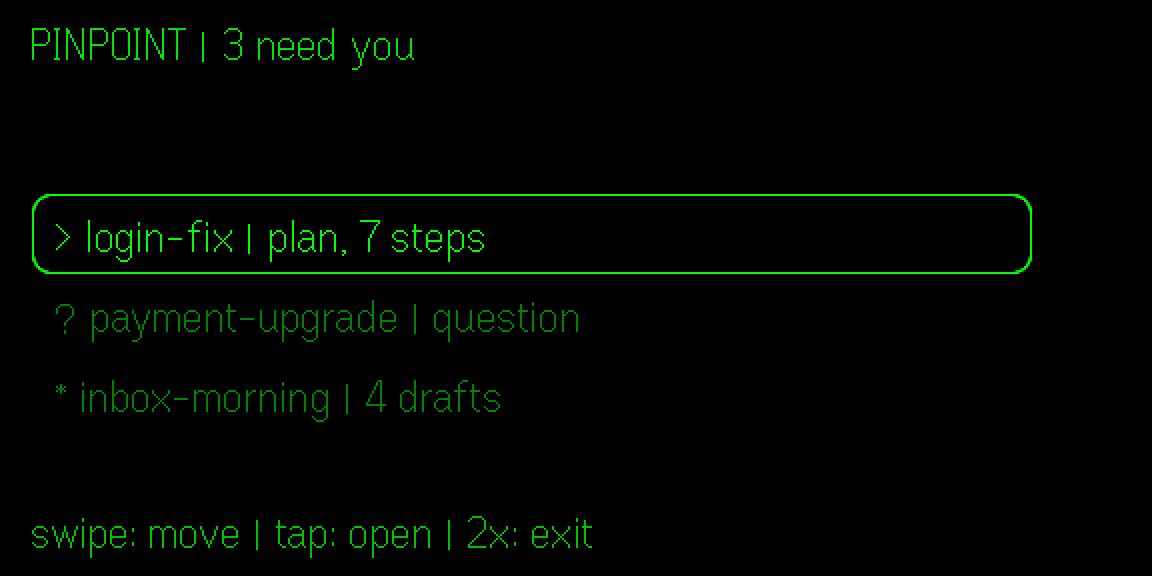 PINPOINT | 3 need you
> login-fix | plan, 7 steps
? payment-upgrade | question
* inbox-morning | 4 drafts
swipe: move | tap: open | 2x: exit